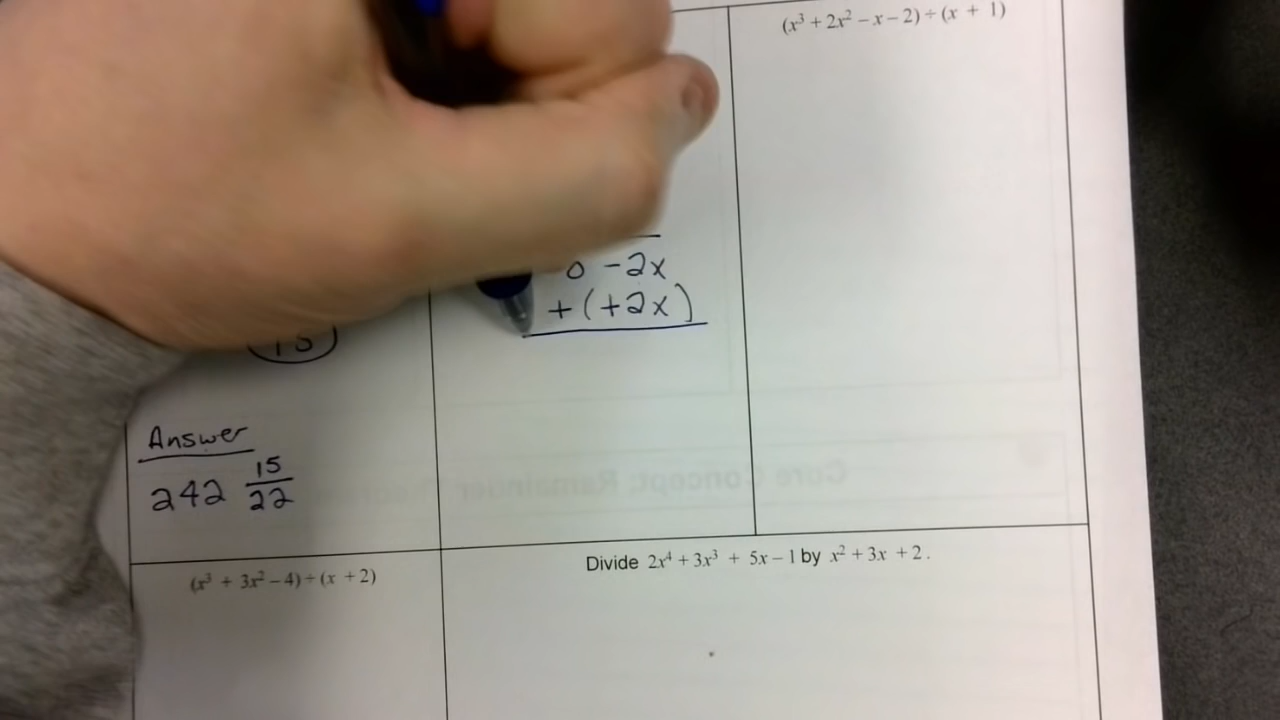 (x³ + 2x² − x − 2) ÷ (x + 1)
0 −2x
+ (+2x)
15
Answer
242 15/22
(x³ + 3x² − 4) ÷ (x + 2)
Divide 2x⁴ + 3x³ + 5x − 1 by x² + 3x + 2.